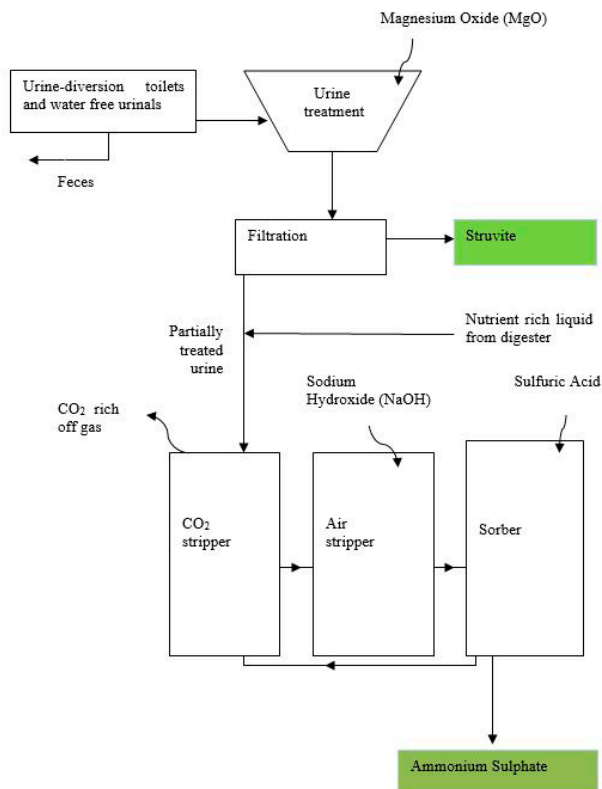 Magnesium Oxide (MgO)
Urine-diversion toilets
and water free urinals
Urine
treatment
Feces
Filtration
Struvite
Partially
treated
urine
Nutrient rich liquid
from digester
Sodium
Hydroxide (NaOH)
Sulfuric Acid
CO₂ rich
off gas
CO₂
stripper
Air
stripper
Sorber
Ammonium Sulphate